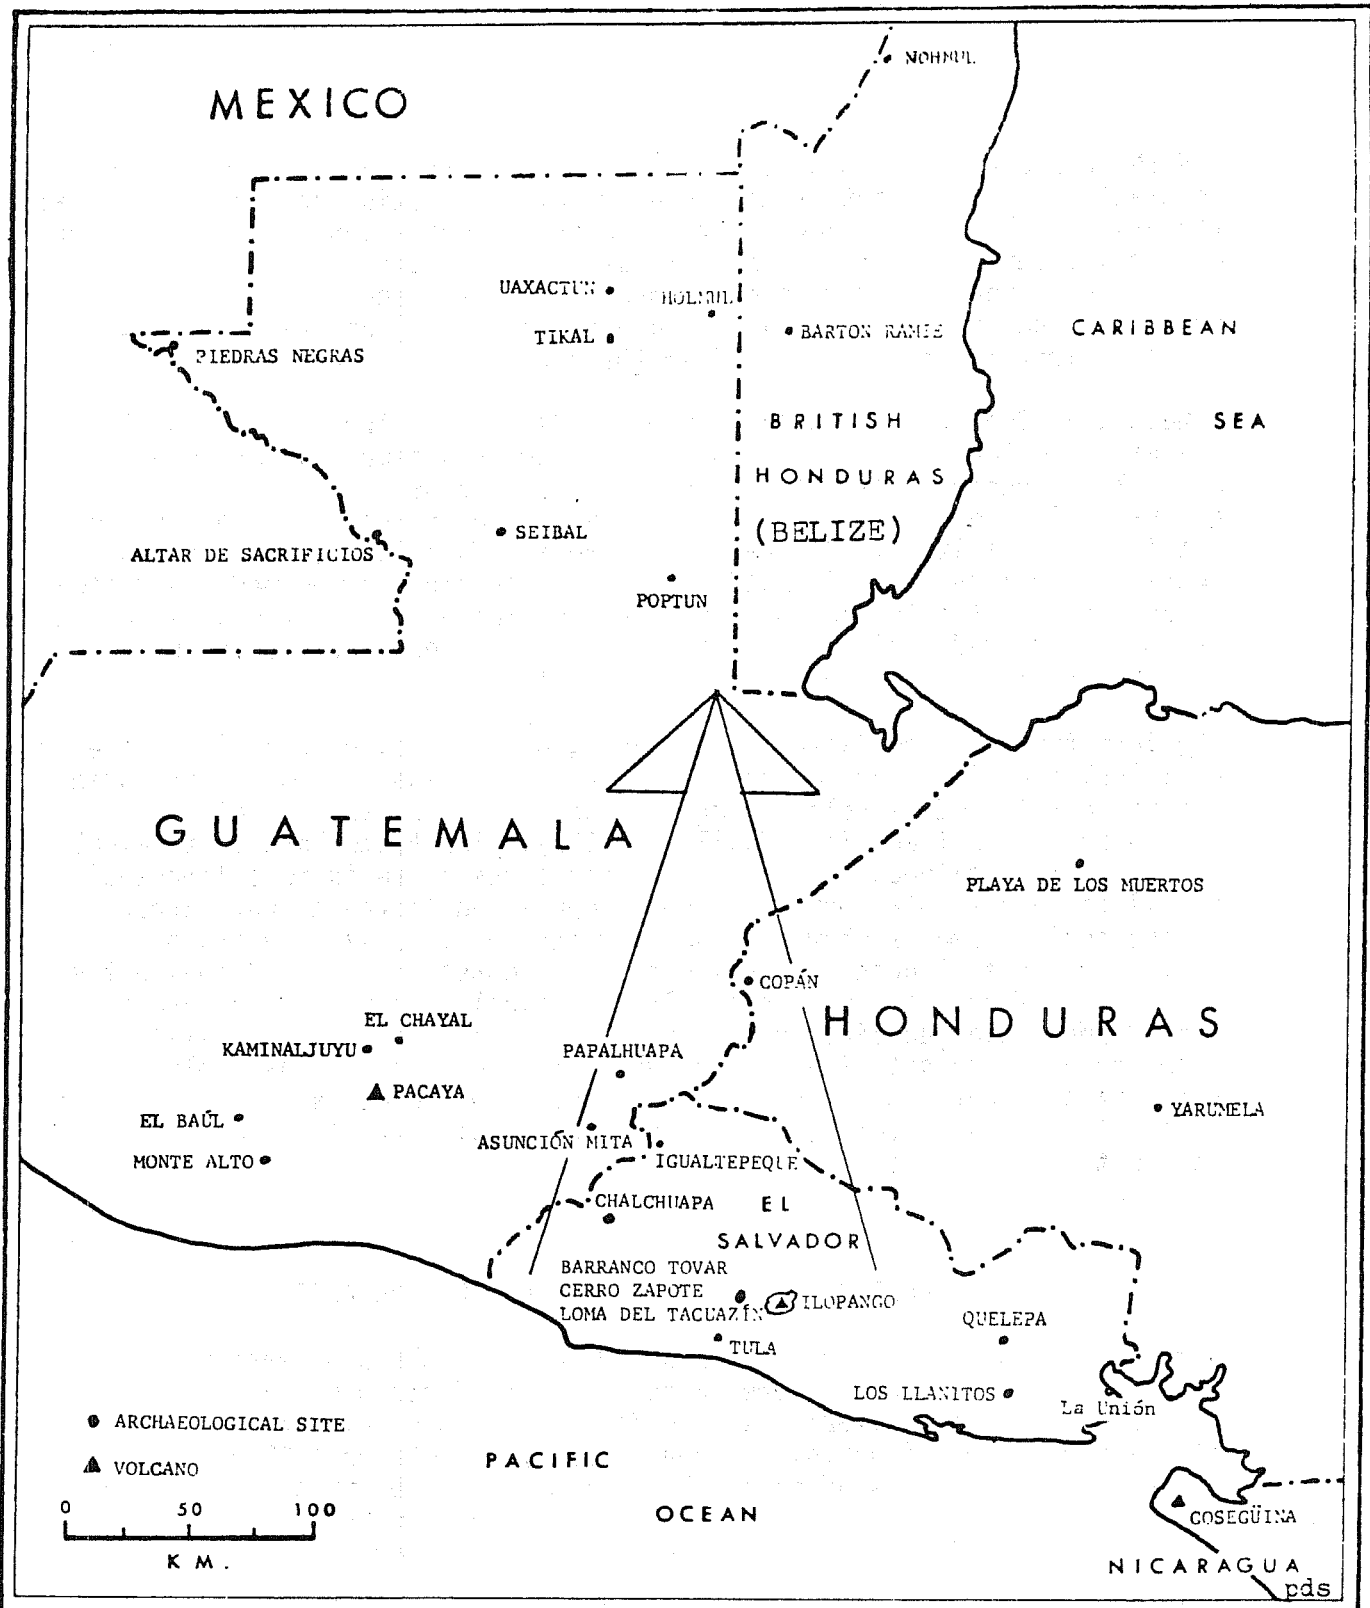 NOHMUL
MEXICO
UAXACTUN
HOLMUL
TIKAL
BARTON RAMIE
CARIBBEAN
PIEDRAS NEGRAS
BRITISH
SEA
HONDURAS
(BELIZE)
SEIBAL
ALTAR DE SACRIFICIOS
POPTUN
GUATEMALA
PLAYA DE LOS MUERTOS
COPÁN
HONDURAS
EL CHAYAL
KAMINALJUYU
PAPALHUAPA
PACAYA
YARUMELA
EL BAÚL
ASUNCIÓN MITA
MONTE ALTO
IGUALTEPEQUE
CHALCHUAPA
EL
SALVADOR
BARRANCO TOVAR
CERRO ZAPOTE
LOMA DEL TACUAZÍN
ILOPANGO
QUELEPA
TULA
LOS LLANITOS
La Unión
ARCHAEOLOGICAL SITE
VOLCANO
PACIFIC
OCEAN
0 50 100
KM.
COSEGÜINA
NICARAGUA
pds